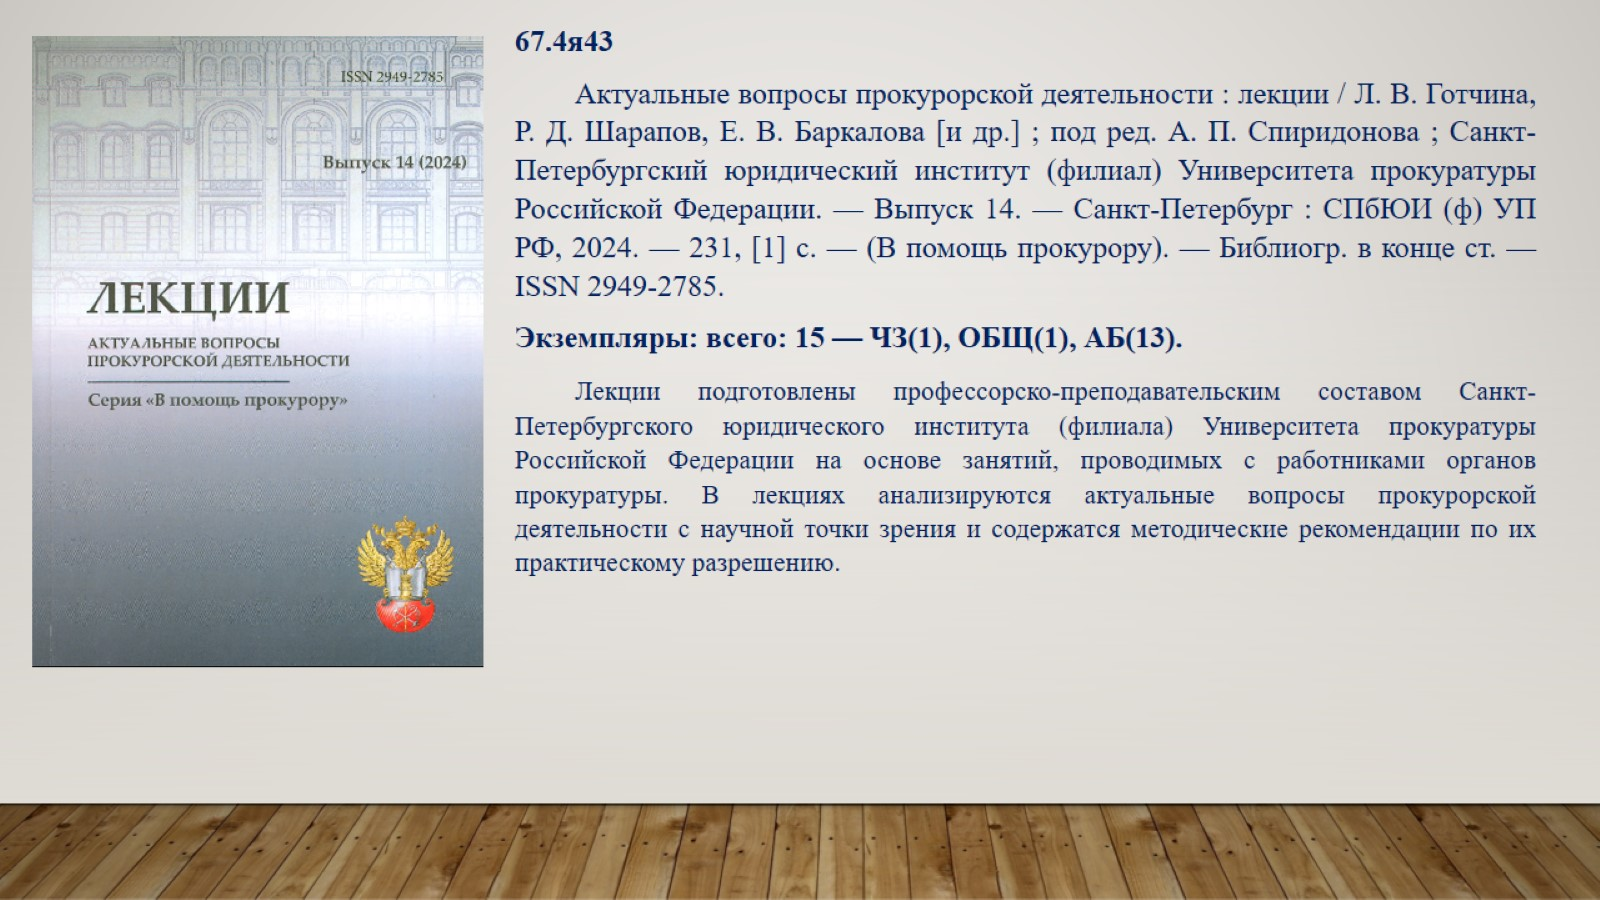 ISSN 2949-2785
Выпуск 14 (2024)
ЛЕКЦИИ
АКТУАЛЬНЫЕ ВОПРОСЫ
ПРОКУРОРСКОЙ ДЕЯТЕЛЬНОСТИ
Серия «В помощь прокурору»
67.4я43
Актуальные вопросы прокурорской деятельности : лекции / Л. В. Готчина,
Р. Д. Шарапов, Е. В. Баркалова [и др.] ; под ред. А. П. Спиридонова ; Санкт-
Петербургский юридический институт (филиал) Университета прокуратуры
Российской Федерации. — Выпуск 14. — Санкт-Петербург : СПбЮИ (ф) УП
РФ, 2024. — 231, [1] с. — (В помощь прокурору). — Библиогр. в конце ст. —
ISSN 2949-2785.
Экземпляры: всего: 15 — ЧЗ(1), ОБЩ(1), АБ(13).
Лекции подготовлены профессорско-преподавательским составом Санкт-
Петербургского юридического института (филиала) Университета прокуратуры
Российской Федерации на основе занятий, проводимых с работниками органов
прокуратуры. В лекциях анализируются актуальные вопросы прокурорской
деятельности с научной точки зрения и содержатся методические рекомендации по их
практическому разрешению.